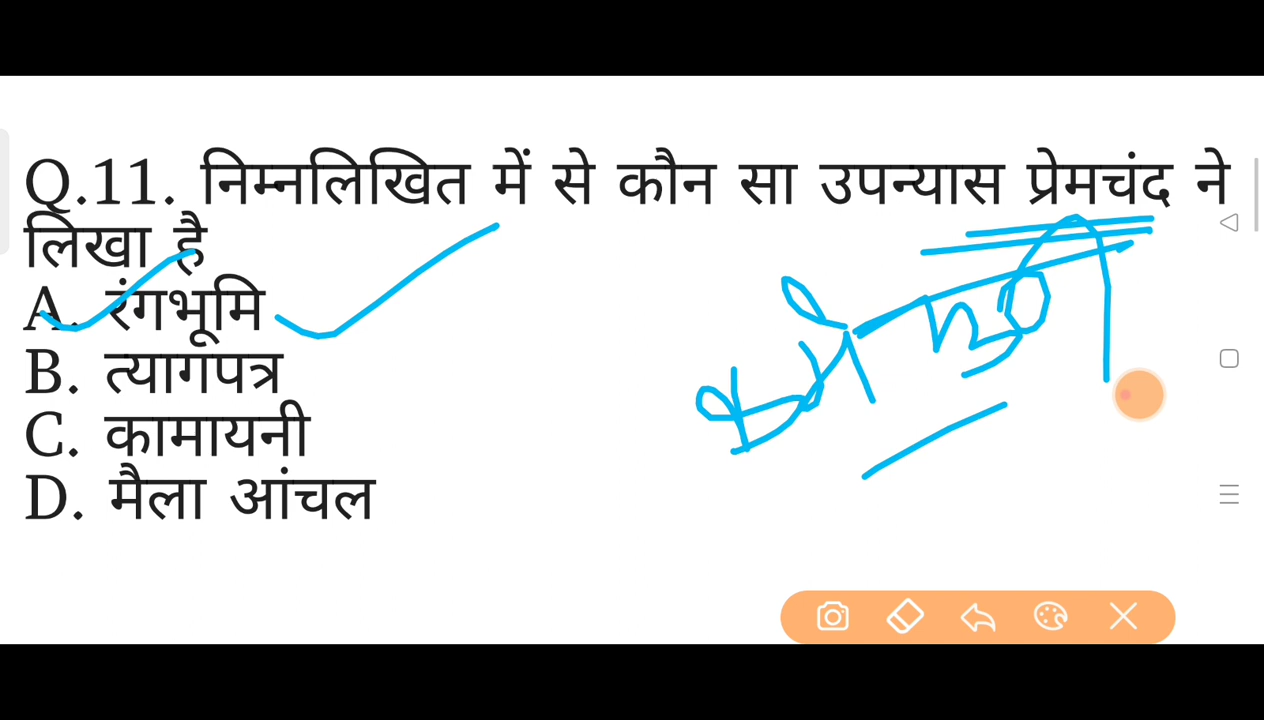 Q.11. निम्नलिखित में से कौन सा उपन्यास प्रेमचंद ने
लिखा है
A. रंगभूमि
B. त्यागपत्र
C. कामायनी
D. मैला आंचल